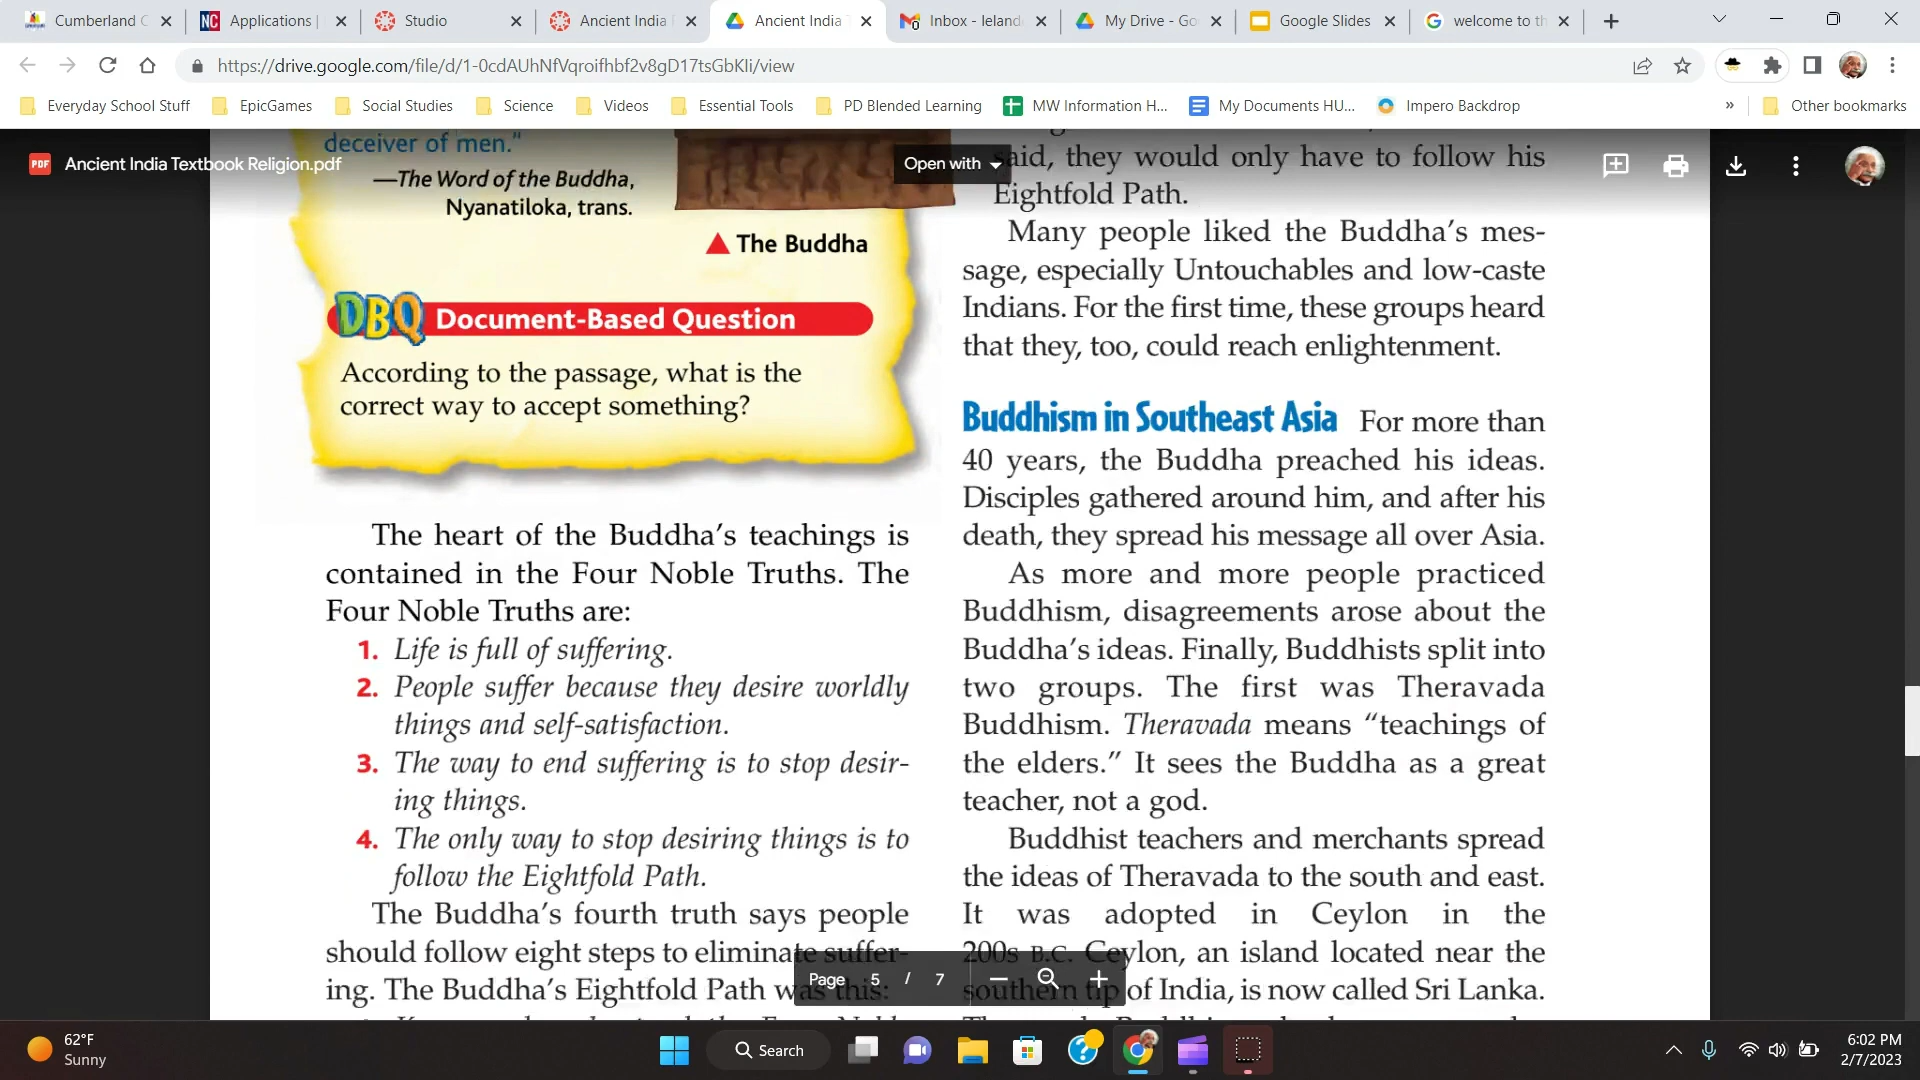 Cumberland C
Applications |
Studio
Ancient India
Ancient India
Inbox - leland
My Drive - Go
Google Slides
welcome to th
https://drive.google.com/file/d/1-0cdAUhNfVqroifhbf2v8gD17tsGbKli/view
Everyday School Stuff
EpicGames
Social Studies
Science
Videos
Essential Tools
PD Blended Learning
MW Information H...
My Documents HU...
Impero Backdrop
»
Other bookmarks
PDF
Ancient India Textbook Religion.pdf
Open with
deceiver of men."
—The Word of the Buddha,
Nyanatiloka, trans.
The Buddha
DBQ Document-Based Question
According to the passage, what is the
correct way to accept something?
The heart of the Buddha's teachings is
contained in the Four Noble Truths. The
Four Noble Truths are:
1. Life is full of suffering.
2. People suffer because they desire worldly
things and self-satisfaction.
3. The way to end suffering is to stop desir-
ing things.
4. The only way to stop desiring things is to
follow the Eightfold Path.
The Buddha's fourth truth says people
should follow eight steps to eliminate suffer-
ing. The Buddha's Eightfold Path was this:
said, they would only have to follow his
Eightfold Path.
Many people liked the Buddha's mes-
sage, especially Untouchables and low-caste
Indians. For the first time, these groups heard
that they, too, could reach enlightenment.
Buddhism in Southeast Asia For more than
40 years, the Buddha preached his ideas.
Disciples gathered around him, and after his
death, they spread his message all over Asia.
As more and more people practiced
Buddhism, disagreements arose about the
Buddha's ideas. Finally, Buddhists split into
two groups. The first was Theravada
Buddhism. Theravada means "teachings of
the elders." It sees the Buddha as a great
teacher, not a god.
Buddhist teachers and merchants spread
the ideas of Theravada to the south and east.
It was adopted in Ceylon in the
200s B.C. Ceylon, an island located near the
southern tip of India, is now called Sri Lanka.
Page 5 / 7
62°F
Sunny
Search
6:02 PM
2/7/2023